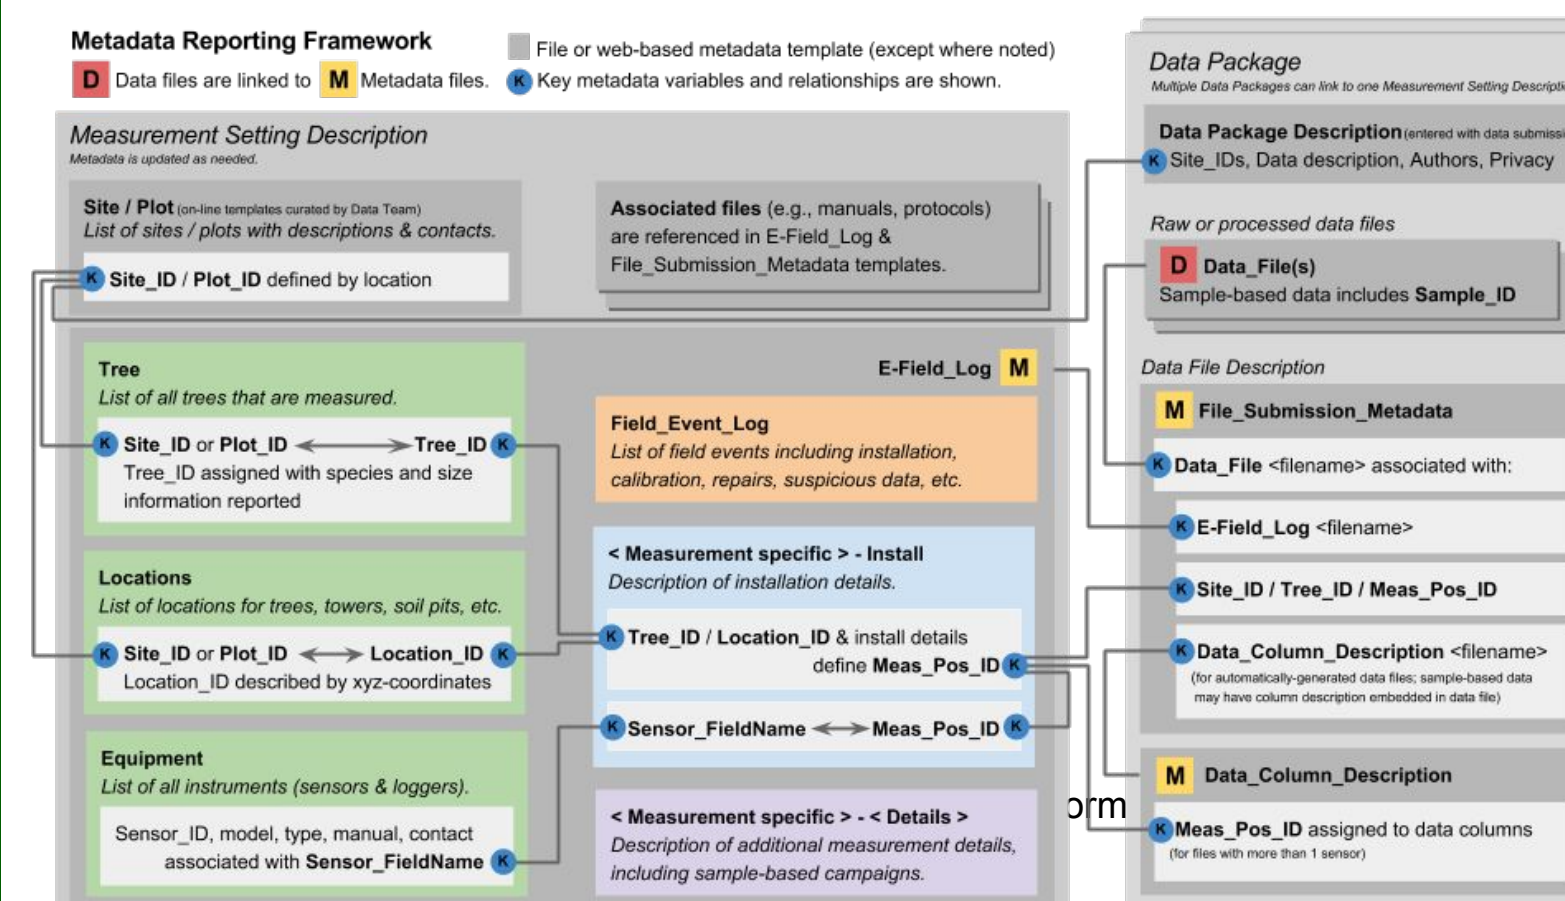 Metadata Reporting Framework
D Data files are linked to M Metadata files.
File or web-based metadata template (except where noted)
K Key metadata variables and relationships are shown.
Measurement Setting Description
Metadata is updated as needed.
Site / Plot (on-line templates curated by Data Team)
List of sites / plots with descriptions & contacts.
K Site_ID / Plot_ID defined by location
Associated files (e.g., manuals, protocols)
are referenced in E-Field_Log &
File_Submission_Metadata templates.
Tree
List of all trees that are measured.
K Site_ID or Plot_ID Tree_ID K
Tree_ID assigned with species and size
information reported
Locations
List of locations for trees, towers, soil pits, etc.
K Site_ID or Plot_ID Location_ID K
Location_ID described by xyz-coordinates
Equipment
List of all instruments (sensors & loggers).
Sensor_ID, model, type, manual, contact
associated with Sensor_FieldName K
E-Field_Log M
Field_Event_Log
List of field events including installation,
calibration, repairs, suspicious data, etc.
< Measurement specific > - Install
Description of installation details.
K Tree_ID / Location_ID & install details
define Meas_Pos_ID K
K Sensor_FieldName Meas_Pos_ID K
< Measurement specific > - < Details >
Description of additional measurement details,
including sample-based campaigns.
orm
Data Package
Multiple Data Packages can link to one Measurement Setting Descripti
Data Package Description (entered with data submissi
K Site_IDs, Data description, Authors, Privacy
Raw or processed data files
D Data_File(s)
Sample-based data includes Sample_ID
Data File Description
M File_Submission_Metadata
K Data_File <filename> associated with:
K E-Field_Log <filename>
K Site_ID / Tree_ID / Meas_Pos_ID
K Data_Column_Description <filename>
(for automatically-generated data files; sample-based data
may have column description embedded in data file)
M Data_Column_Description
K Meas_Pos_ID assigned to data columns
(for files with more than 1 sensor)